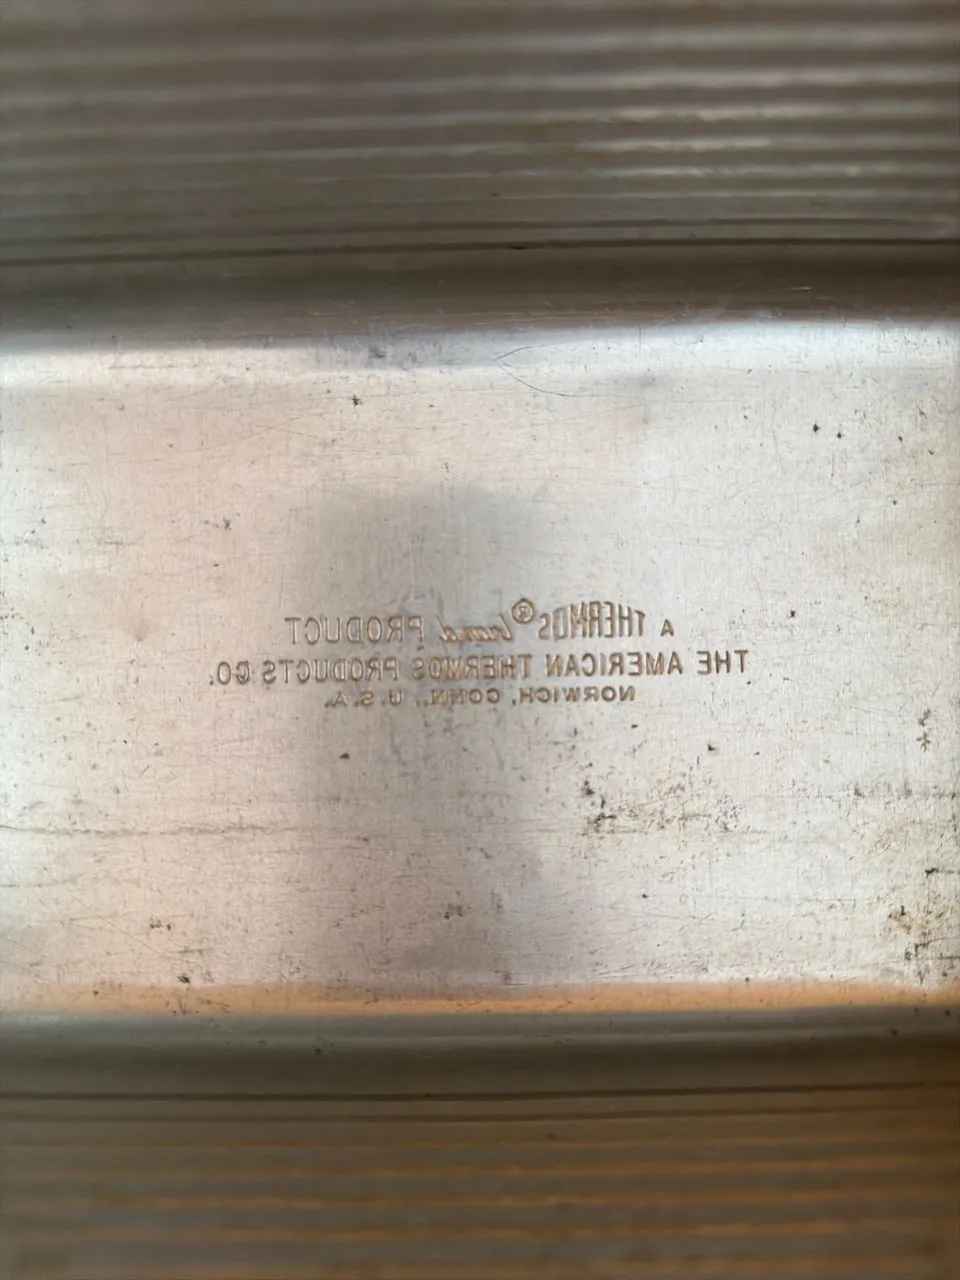 A THERMOS® brand PRODUCT
THE AMERICAN THERMOS PRODUCTS CO.
NORWICH, CONN., U.S.A.